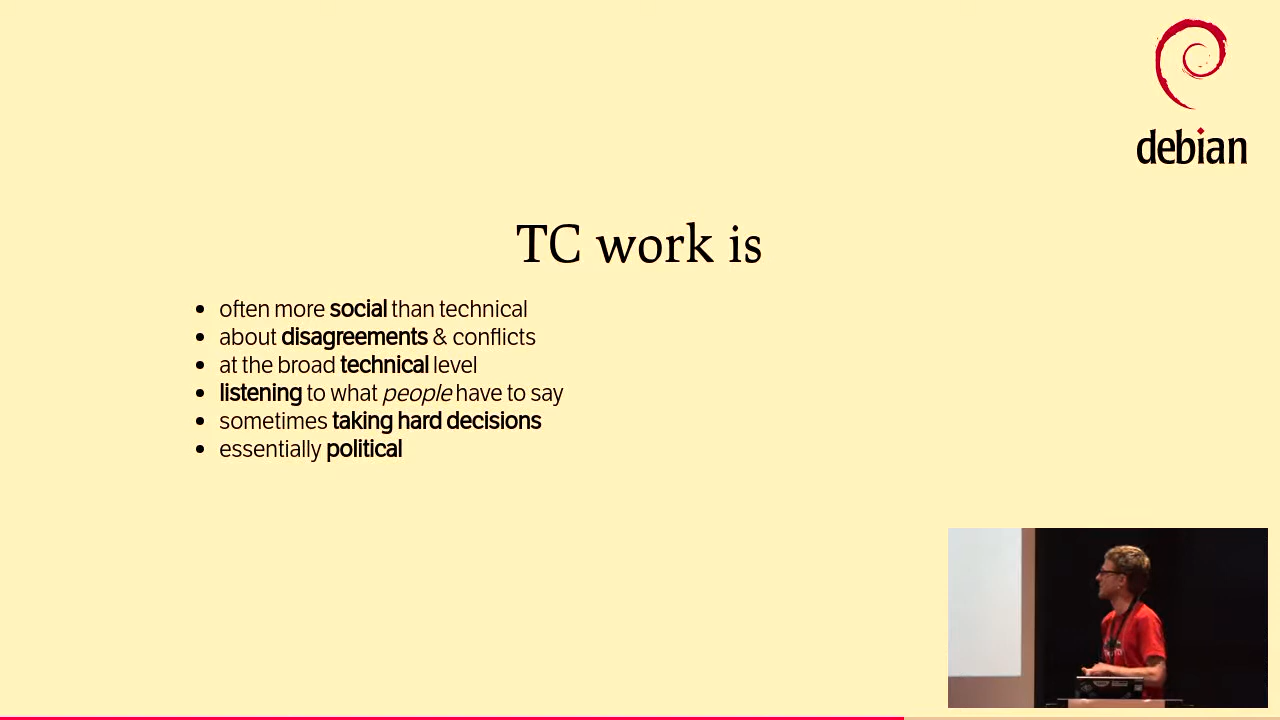 debian
TC work is
often more social than technical
about disagreements & conflicts
at the broad technical level
listening to what people have to say
sometimes taking hard decisions
essentially political